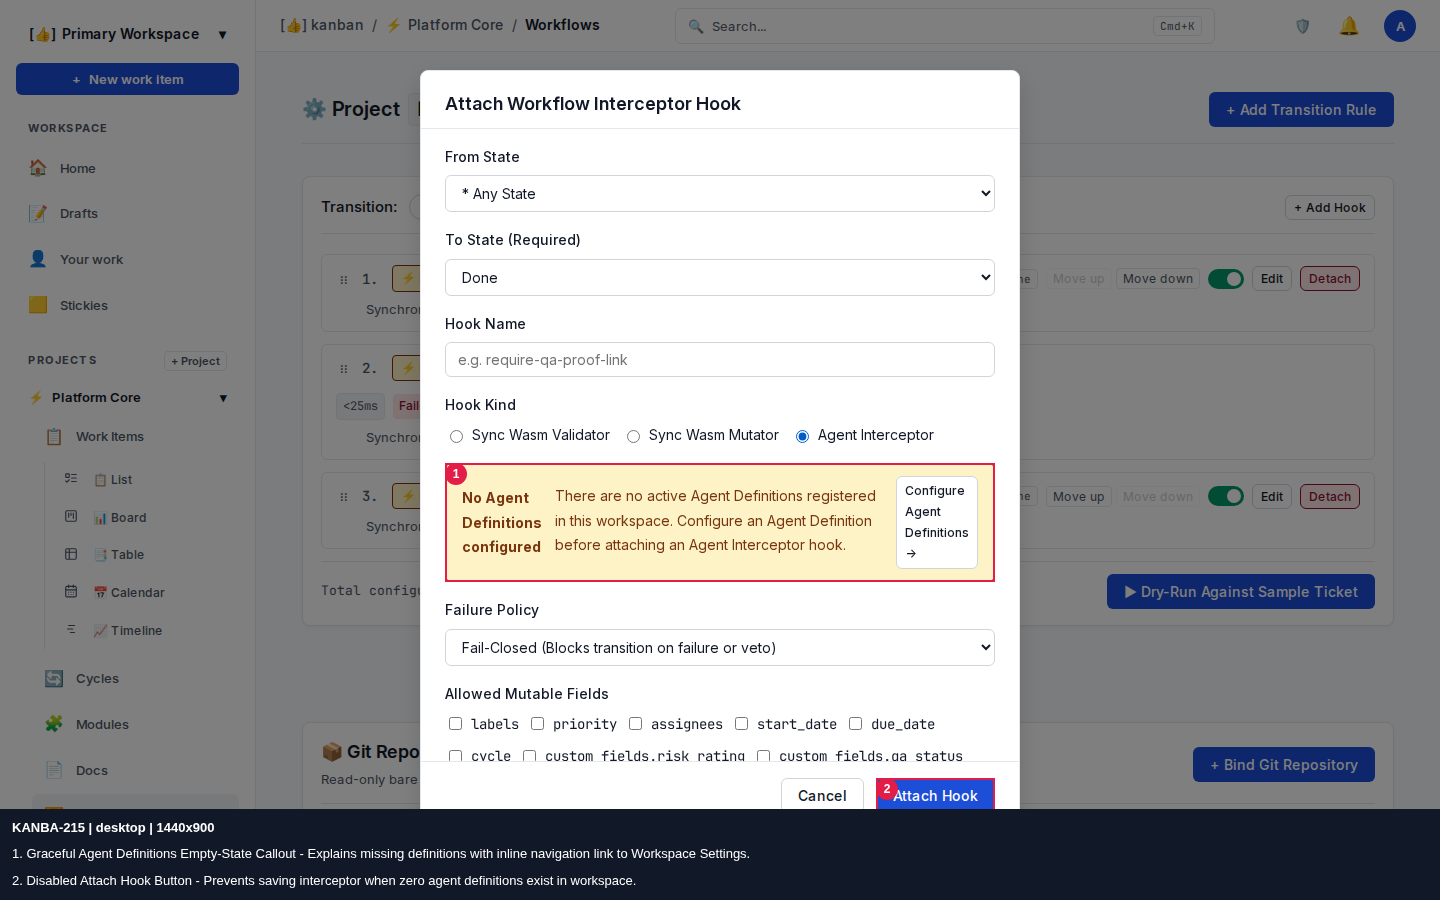 [👍] Primary Workspace ▼
+ New work item
WORKSPACE
🏠 Home
📝 Drafts
👤 Your work
🟨 Stickies
PROJECTS
+ Project
⚡ Platform Core ▼
📋 Work Items
📋 List
📊 Board
📑 Table
📅 Calendar
📈 Timeline
🔄 Cycles
🧩 Modules
📄 Docs
[👍] kanban / ⚡ Platform Core / Workflows
🔍 Search...
Cmd+K
A
⚙️ Project
+ Add Transition Rule
Transition:
+ Add Hook
1. ⚡
Move up
Move down
Edit
Detach
2. ⚡
<25ms
3. ⚡
Move up
Move down
Edit
Detach
▶ Dry-Run Against Sample Ticket
+ Bind Git Repository
Read-only bare
Attach Workflow Interceptor Hook
From State
* Any State
To State (Required)
Done
Hook Name
e.g. require-qa-proof-link
Hook Kind
Sync Wasm Validator
Sync Wasm Mutator
Agent Interceptor
1
No Agent
Definitions
configured
There are no active Agent Definitions registered
in this workspace. Configure an Agent Definition
before attaching an Agent Interceptor hook.
Configure
Agent
Definitions
→
Failure Policy
Fail-Closed (Blocks transition on failure or veto)
Allowed Mutable Fields
labels priority assignees start_date due_date
cycle custom_fields.risk_rating custom_fields.qa_status
Cancel
2
Attach Hook
KANBA-215 | desktop | 1440x900
1. Graceful Agent Definitions Empty-State Callout - Explains missing definitions with inline navigation link to Workspace Settings.
2. Disabled Attach Hook Button - Prevents saving interceptor when zero agent definitions exist in workspace.